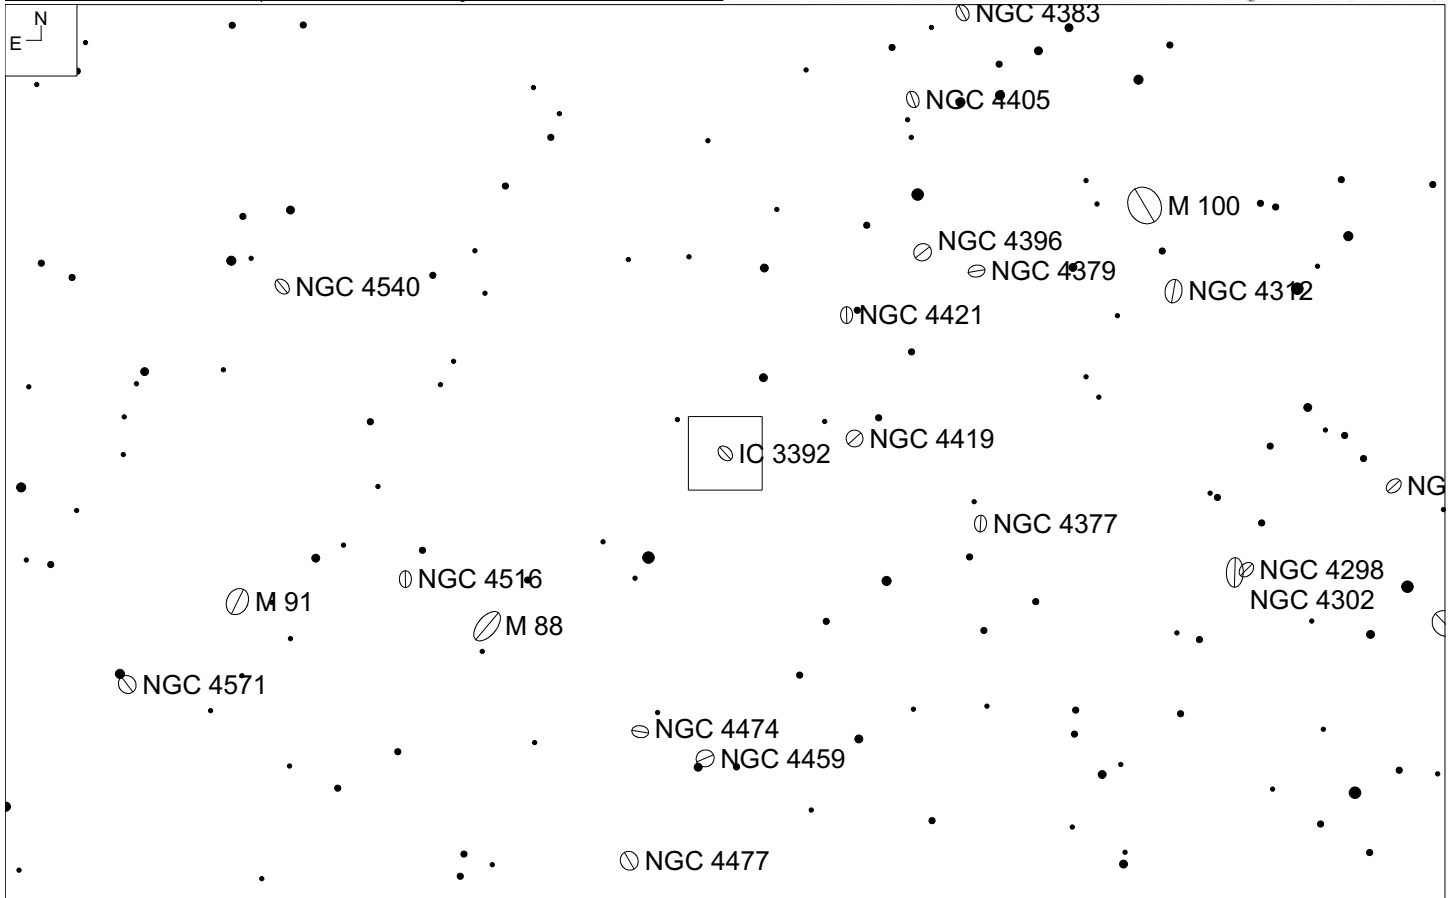 N
E
NGC 4383
NGC 4405
M 100
NGC 4396
NGC 4379
NGC 4540
NGC 4312
NGC 4421
NGC 4419
IC 3392
NG
NGC 4377
NGC 4516
NGC 4298
M 91
NGC 4302
M 88
NGC 4571
NGC 4474
NGC 4459
NGC 4477